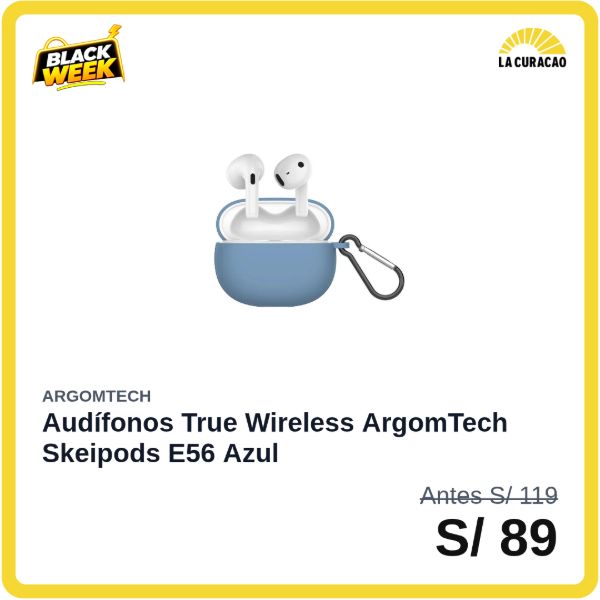 BLACK
WEEK
LA CURACAO
ARGOMTECH
Audífonos True Wireless ArgomTech
Skeipods E56 Azul
Antes S/ 119
S/ 89